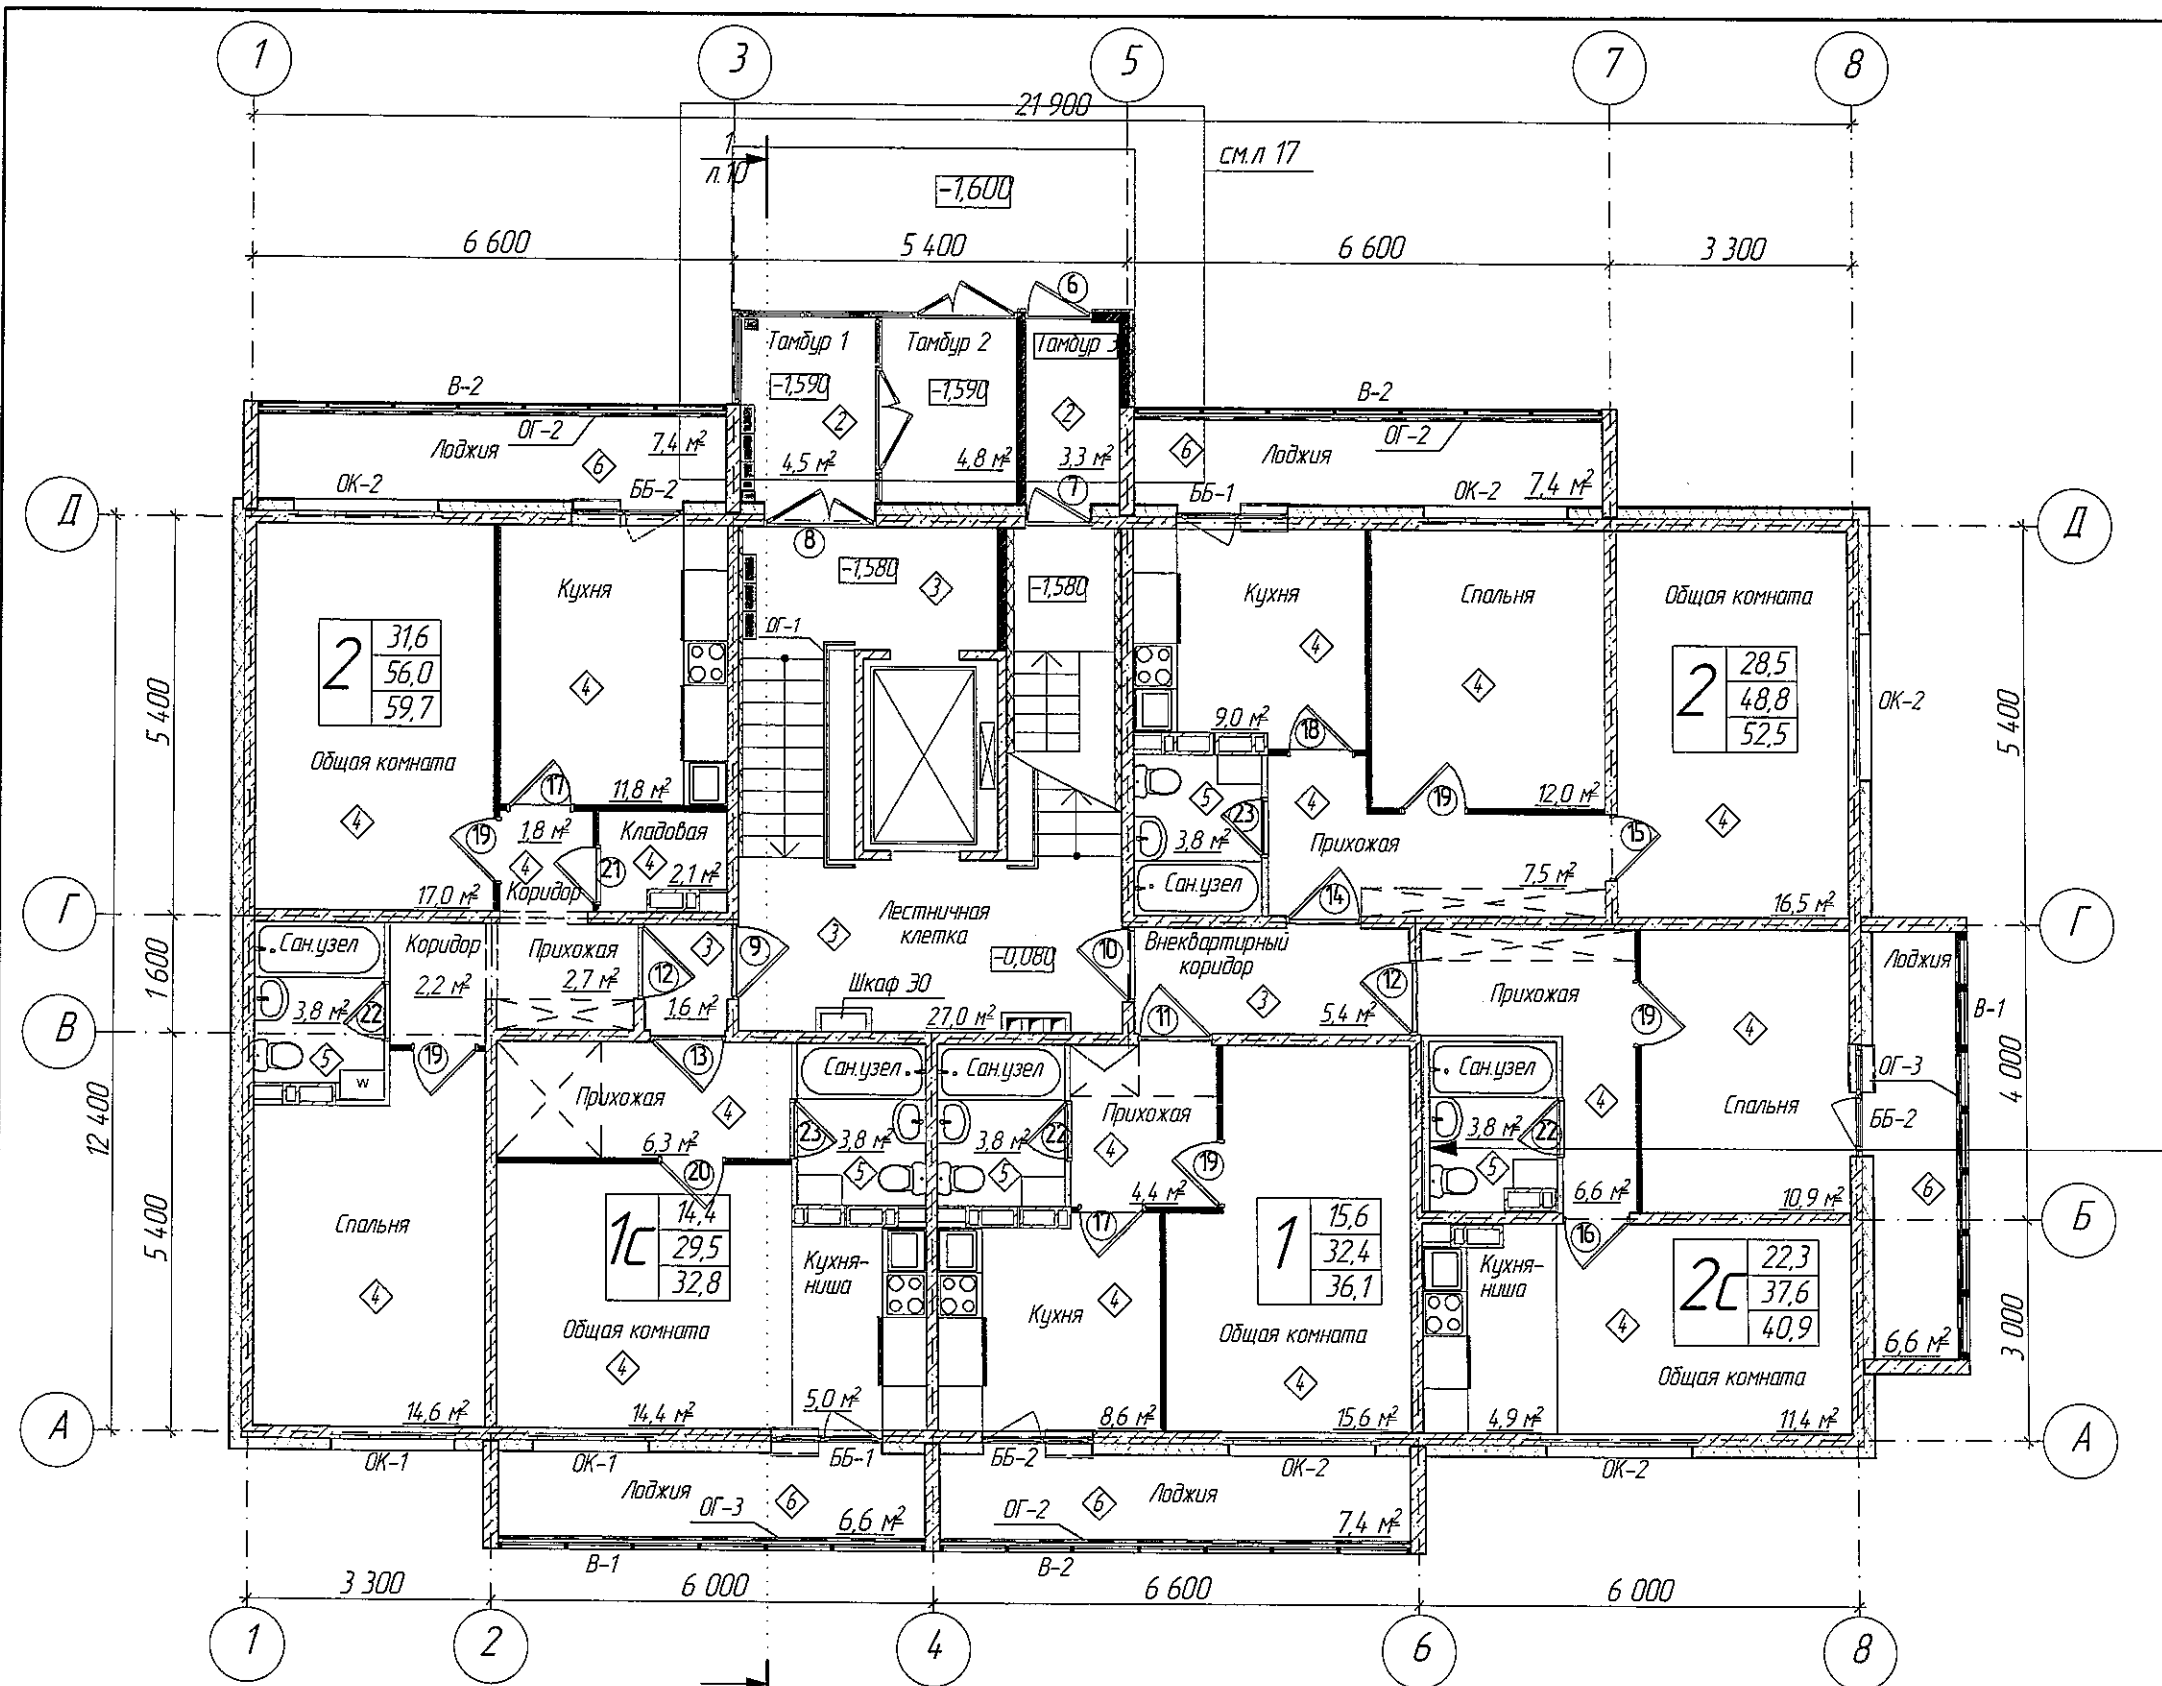 1
3
5
7
8
21 900
1
л.10
см.л 17
-1,600
6 600
5 400
6 600
3 300
6
Тамбур 1
Тамбур 2
Тамбур 3
-1,590
-1,590
2
2
4,5 м²
4,8 м²
3,3 м²
В-2
В-2
ОГ-2
Лоджия
6
7,4 м²
ОГ-2
6
Лоджия
7,4 м²
ОК-2
ББ-2
7
ББ-1
ОК-2
Д
Д
8
-1,580
3
-1,580
ОГ-1
Кухня
Кухня
Спальня
Общая комната
2
31,6
56,0
59,7
4
4
4
2
28,5
48,8
52,5
ОК-2
5 400
5 400
Общая комната
9,0 м²
18
17
11,8 м²
19
12,0 м²
4
19
1,8 м²
Кладовая
4
21
4
2,1 м²
Коридор
17,0 м²
5
23
3,8 м²
Сан.узел
4
Прихожая
15
4
7,5 м²
14
16,5 м²
Г
Г
Лестничная
клетка
3
-0,080
Сан.узел
Коридор
Прихожая
2,2 м²
2,7 м²
12
3
9
1,6 м²
3,8 м²
22
5
19
W
Шкаф ЭО
27,0 м²
10
Внеквартирный
коридор
3
5,4 м²
11
12
Прихожая
19
4
Лоджия
В-1
ОГ-3
ББ-2
1 600
В
12 400
4 000
13
Прихожая
4
6,3 м²
20
Сан.узел
Сан.узел
23
3,8 м²
3,8 м²
22
5
5
Прихожая
4
19
4,4 м²
17
Сан.узел
3,8 м²
22
5
4
6,6 м²
Спальня
10,9 м²
6
Б
16
5 400
3 000
Спальня
4
14,6 м²
1с
14,4
29,5
32,8
Общая комната
4
14,4 м²
Кухня-
ниша
5,0 м²
Кухня
4
8,6 м²
1
15,6
32,4
36,1
Общая комната
4
15,6 м²
Кухня-
ниша
4,9 м²
2с
22,3
37,6
40,9
4
Общая комната
11,4 м²
6,6 м²
А
А
ОК-1
ОК-1
ББ-1
ББ-2
ОК-2
ОК-2
Лоджия
ОГ-3
6
6,6 м²
ОГ-2
6
Лоджия
7,4 м²
В-1
В-2
3 300
6 000
6 600
6 000
1
2
4
6
8